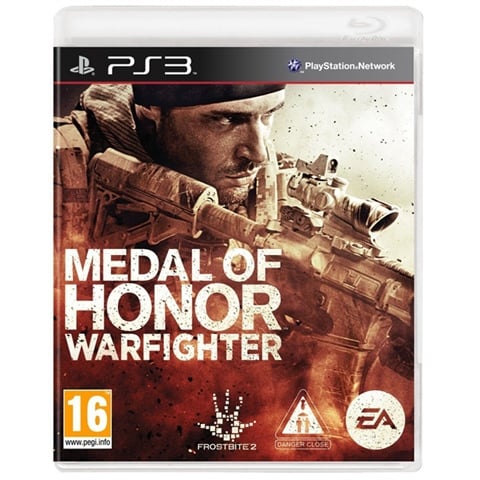 PS3
PlayStation®Network
MEDAL OF
HONOR
WARFIGHTER
16
www.pegi.info
FROSTBITE 2
DANGER CLOSE
EA